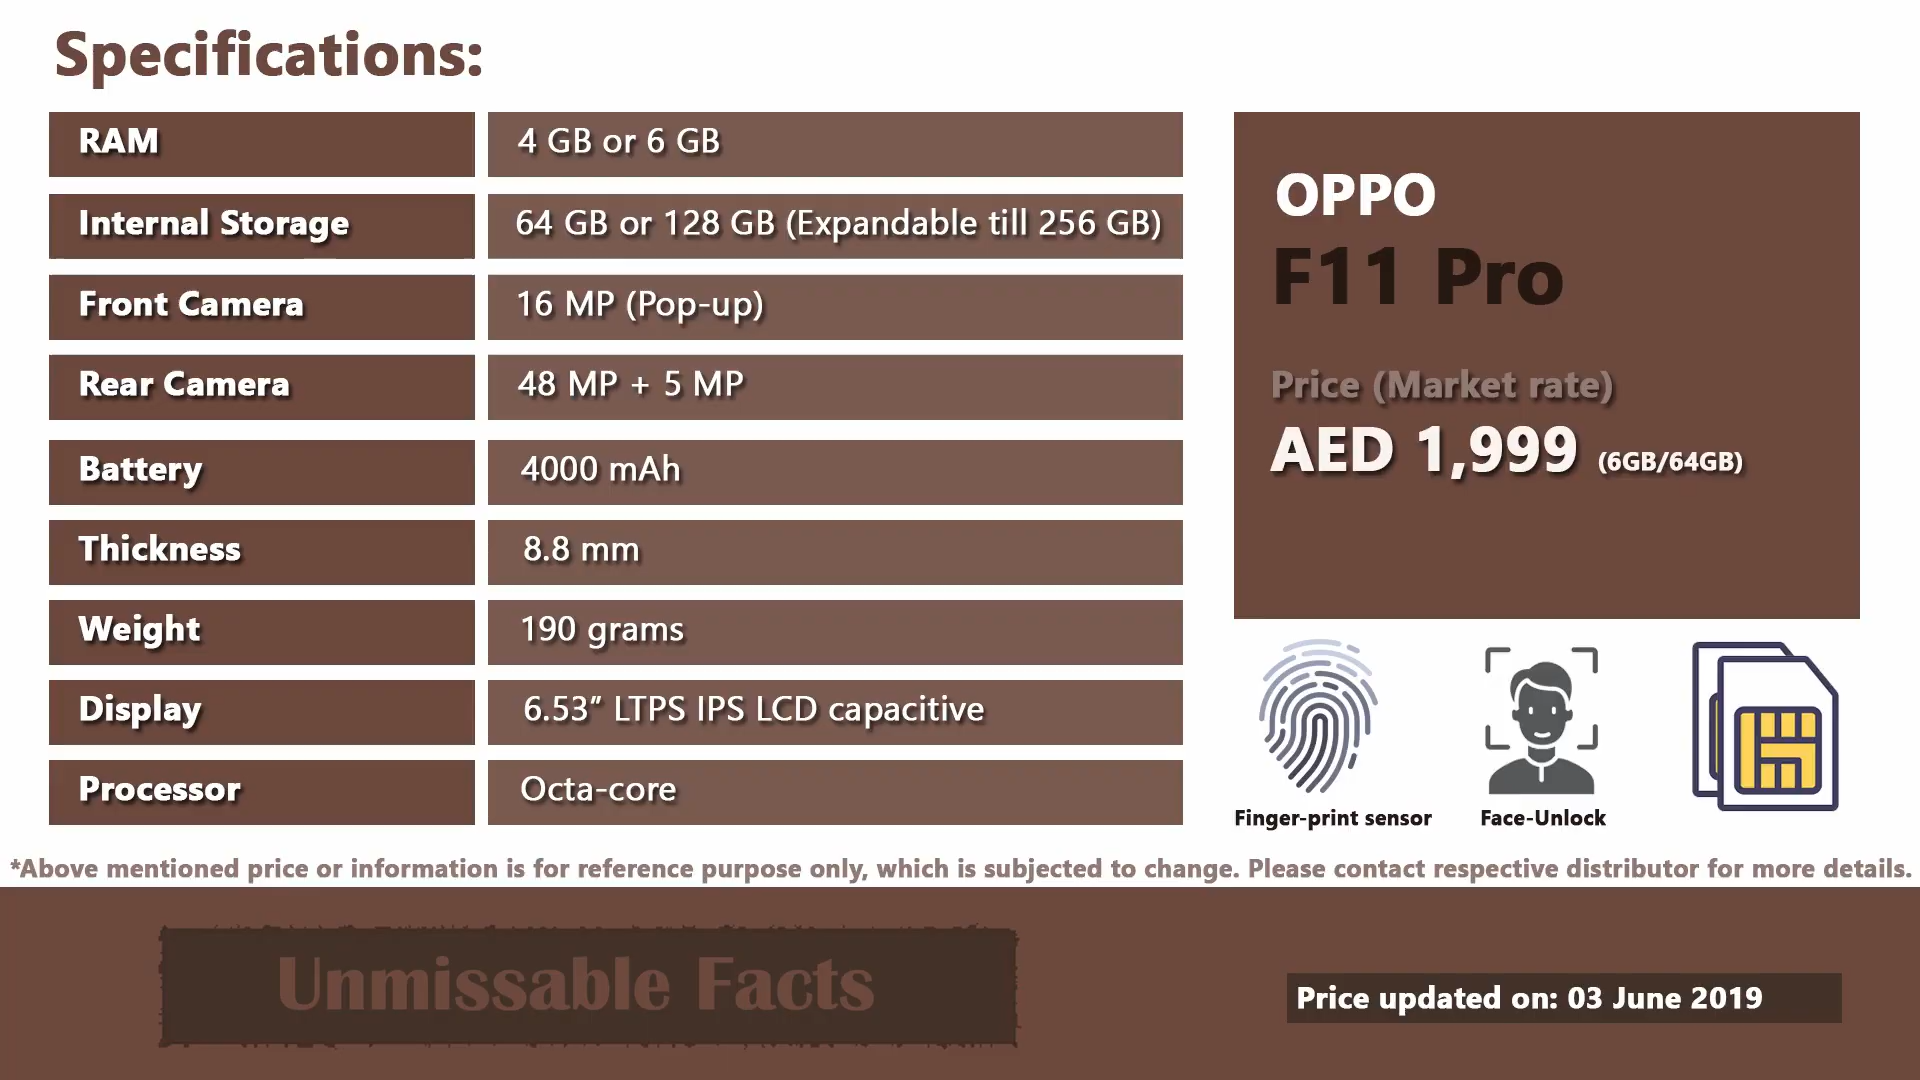 Specifications:
RAM
4 GB or 6 GB
Internal Storage
64 GB or 128 GB (Expandable till 256 GB)
Front Camera
16 MP (Pop-up)
Rear Camera
48 MP + 5 MP
Battery
4000 mAh
Thickness
8.8 mm
Weight
190 grams
Display
6.53” LTPS IPS LCD capacitive
Processor
Octa-core
OPPO
F11 Pro
Price (Market rate)
AED 1,999 (6GB/64GB)
Finger-print sensor
Face-Unlock
*Above mentioned price or information is for reference purpose only, which is subjected to change. Please contact respective distributor for more details.
Unmissable Facts
Price updated on: 03 June 2019